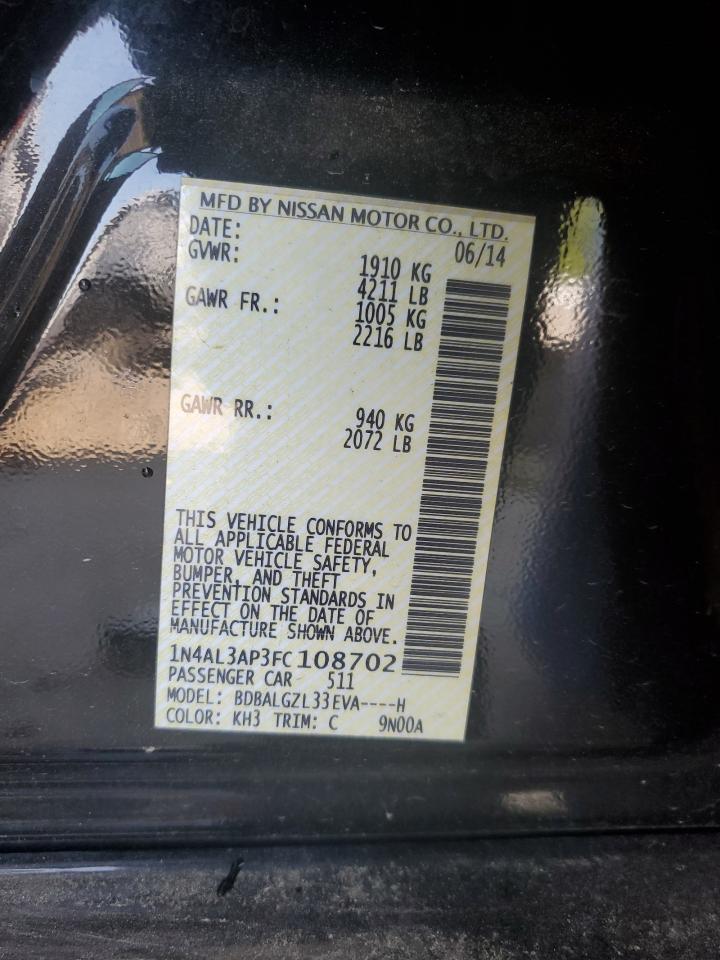 MFD BY NISSAN MOTOR CO., LTD.
DATE: 06/14
GVWR: 1910 KG
4211 LB
GAWR FR.: 1005 KG
2216 LB
GAWR RR.: 940 KG
2072 LB
THIS VEHICLE CONFORMS TO
ALL APPLICABLE FEDERAL
MOTOR VEHICLE SAFETY,
BUMPER, AND THEFT
PREVENTION STANDARDS IN
EFFECT ON THE DATE OF
MANUFACTURE SHOWN ABOVE.
1N4AL3AP3FC108702
PASSENGER CAR 511
MODEL: BDBALGZL33EVA----H
COLOR: KH3 TRIM: C 9N00A